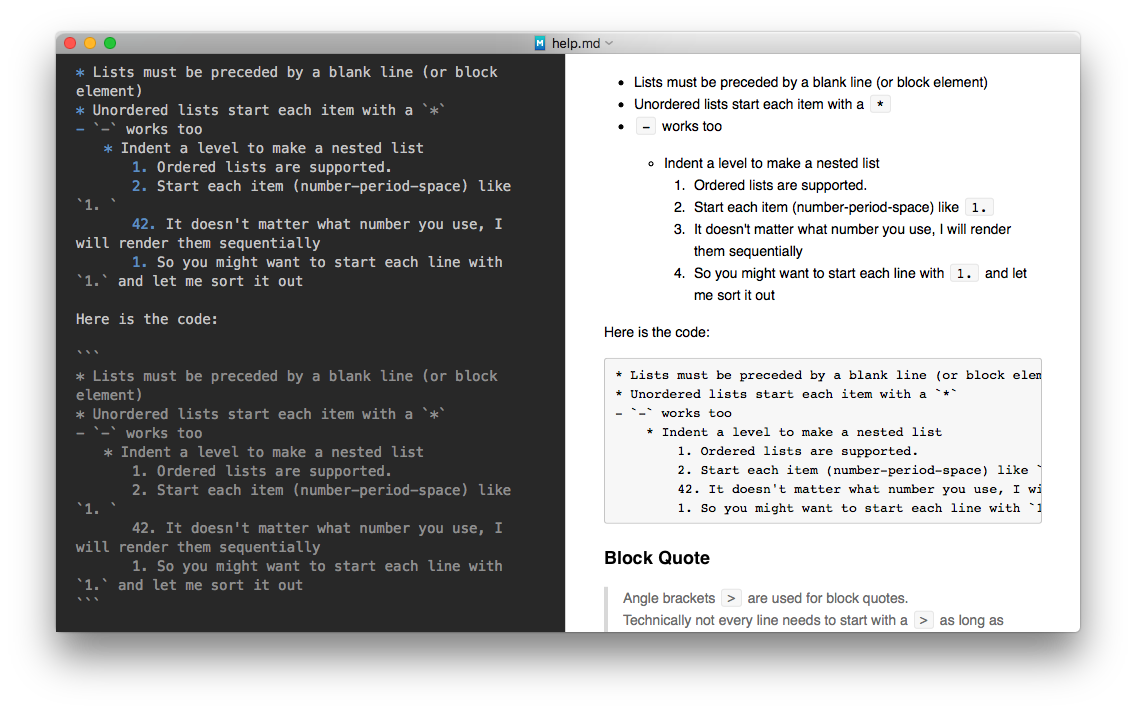 help.md
* Lists must be preceded by a blank line (or block
element)
* Unordered lists start each item with a `*`
- `-` works too
* Indent a level to make a nested list
1. Ordered lists are supported.
2. Start each item (number-period-space) like
`1. `
42. It doesn't matter what number you use, I
will render them sequentially
1. So you might want to start each line with
`1.` and let me sort it out
Here is the code:
```
* Lists must be preceded by a blank line (or block
element)
* Unordered lists start each item with a `*`
- `-` works too
* Indent a level to make a nested list
1. Ordered lists are supported.
2. Start each item (number-period-space) like
`1. `
42. It doesn't matter what number you use, I
will render them sequentially
1. So you might want to start each line with
`1.` and let me sort it out
```
• Lists must be preceded by a blank line (or block element)
• Unordered lists start each item with a *
• - works too
◦ Indent a level to make a nested list
1. Ordered lists are supported.
2. Start each item (number-period-space) like 1.
3. It doesn't matter what number you use, I will render
them sequentially
4. So you might want to start each line with 1. and let
me sort it out
Here is the code:
* Lists must be preceded by a blank line (or block elem
* Unordered lists start each item with a `*`
- `-` works too
* Indent a level to make a nested list
1. Ordered lists are supported.
2. Start each item (number-period-space) like `
42. It doesn't matter what number you use, I wi
1. So you might want to start each line with `1
Block Quote
Angle brackets > are used for block quotes.
Technically not every line needs to start with a > as long as